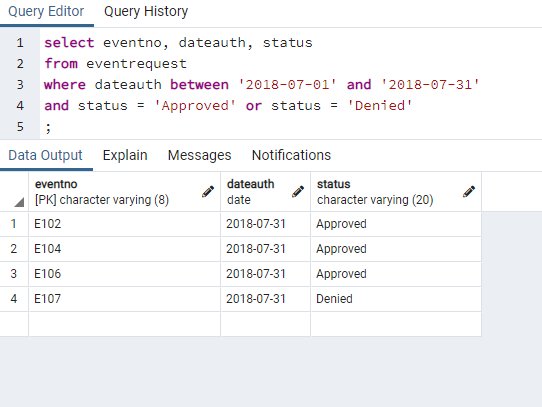 Query Editor Query History
1 select eventno, dateauth, status
2 from eventrequest
3 where dateauth between '2018-07-01' and '2018-07-31'
4 and status = 'Approved' or status = 'Denied'
5 ;
Data Output Explain Messages Notifications
eventno dateauth status
[PK] character varying (8) date character varying (20)
1 E102 2018-07-31 Approved
2 E104 2018-07-31 Approved
3 E106 2018-07-31 Approved
4 E107 2018-07-31 Denied